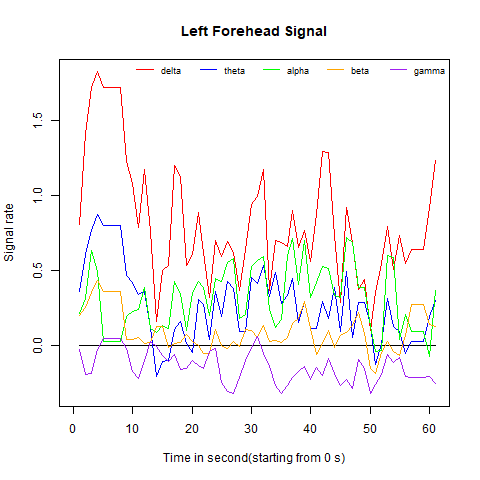 Left Forehead Signal
delta theta alpha beta gamma
Signal rate
1.5
1.0
0.5
0.0
0 10 20 30 40 50 60
Time in second(starting from 0 s)